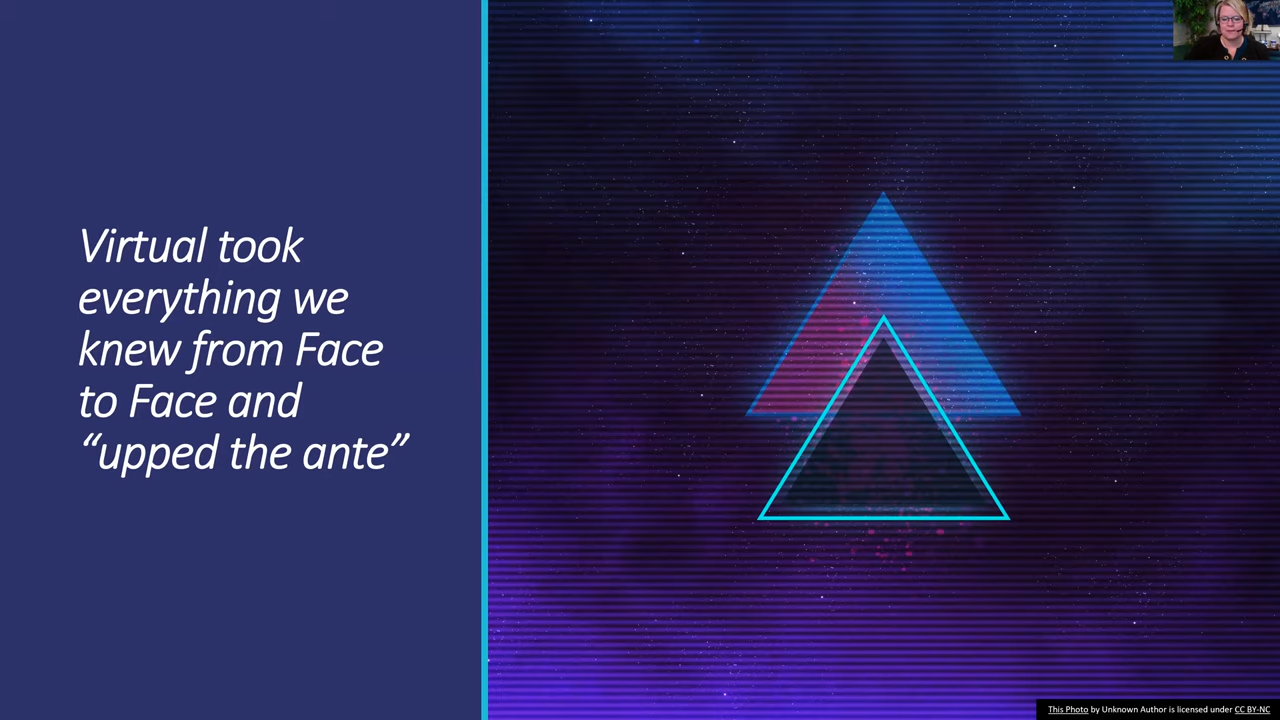 Virtual took
everything we
knew from Face
to Face and
“upped the ante”
This Photo by Unknown Author is licensed under CC BY-NC